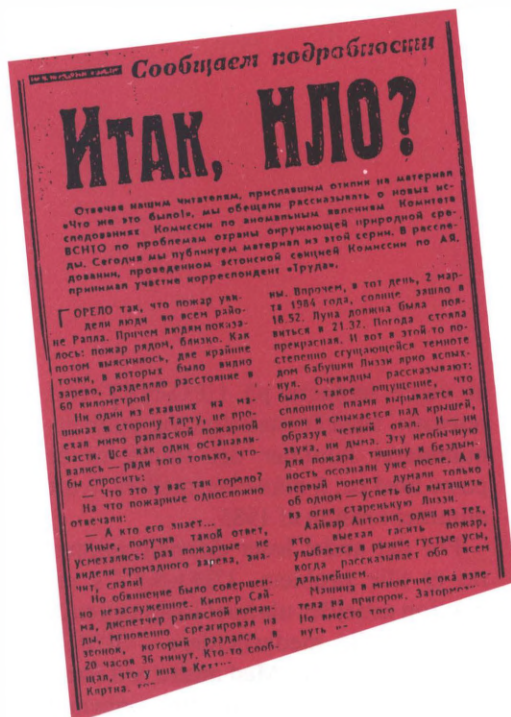 Сообщаем подробности
ИТАК, НЛО?
Отвечая нашим читателям, приславшим отклик на материал
«Что же это было?», мы обещали рассказывать о новых ис-
следованиях Комиссии по аномальным явлениям Комитета
ВСНТО по проблемам охраны окружающей природной сре-
ды. Сегодня мы публикуем материал из этой серии. В рассле-
довании, проведенном эстонской секцией Комиссии по АЯ,
принимал участие корреспондент «Труда».
ГОРЕЛО так, что пожар уви-
дели люди во всем райо-
не Рапла. Причем людям показа-
лось: пожар рядом, близко. Как
потом выяснилось, две крайние
точки, в которых было видно
зарево, разделяло расстояние в
60 километров!
Ни один из ехавших на ма-
шинах в сторону Тарту, не про-
ехал мимо раплаской пожарной
части. Все как один останавли-
вались — ради того только, что-
бы спросить:
— Что это у вас так горело?
На что пожарные односложно
отвечали:
— А кто его знает...
Иные, получив такой ответ,
усмехались: раз пожарные не
видели громадного зарева, зна-
чит, спали!
Но обвинение было совершен-
но незаслуженное. Киппер Сай-
ма, диспетчер раплаской коман-
ды, мгновенно среагировал на
звонок, который раздался в
20 часов 36 минут. Кто-то сооб-
щал, что у них в
ны. Впрочем, в тот день, 2 мар-
та 1984 года, солнце зашло в
18.52. Луна должна была поя-
виться в 21.32. Погода стояла
прекрасная. И вот в этой то по-
степенно сгущающейся темноте
дом бабушки Лиззи ярко вспых-
нул. Очевидцы рассказывают:
было такое ощущение, что
сплошное пламя вырывается из
окон и смыкается над крышей,
образуя четкий овал. И — ни
звука, ни дыма. Эту необычную
для пожара тишину и бездым-
ность осознали уже после. А в
первый момент думали только
об одном — успеть бы вытащить
из огня старенькую Лиззи.
Айвар Антохин, один из тех,
кто выехал гасить пожар,
улыбается в рыжие густые усы,
когда рассказывает обо всем
дальнейшем.
Машина в мгновение ока взле-
тела на пригорок.
Но вместо того
нуть